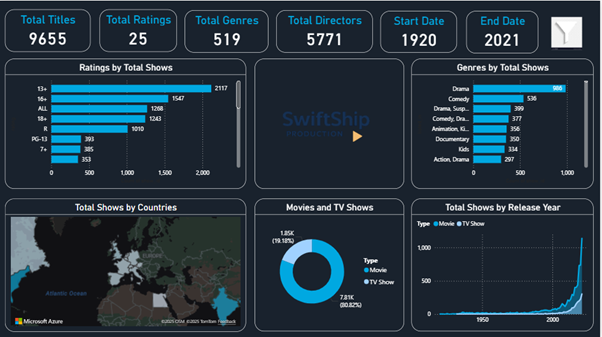 Total Titles
9655
Total Ratings
25
Total Genres
519
Total Directors
5771
Start Date
1920
End Date
2021
Ratings by Total Shows
13+ 2117
16+ 1547
ALL 1268
18+ 1243
R 1010
PG-13 393
7+ 385
353
0 500 1,000 1,500 2,000
SwiftShip
PRODUCTION
Genres by Total Shows
Drama 986
Comedy 536
Drama, Susp... 399
Comedy, Dra... 377
Animation, Ki... 356
Documentary 350
Kids 334
Action, Drama 297
0 500 1,000
Total Shows by Countries
EUROPE
Atlantic Ocean
Microsoft Azure
© 2025 OSM © 2025 TomTom Feedback
Movies and TV Shows
1.85K
(19.18%)
7.81K
(80.82%)
Type
Movie
TV Show
Total Shows by Release Year
Type Movie TV Show
1,000
500
0
1950 2000